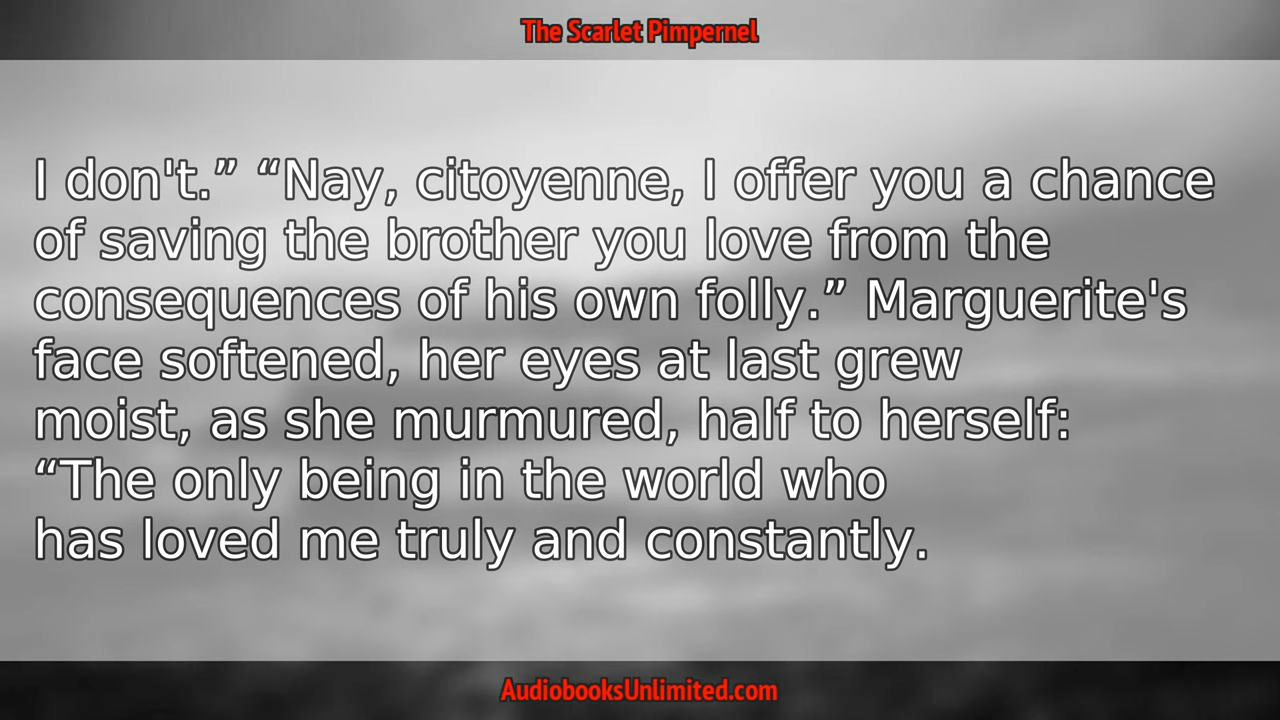 The Scarlet Pimpernel
I don't.” “Nay, citoyenne, I offer you a chance
of saving the brother you love from the
consequences of his own folly.” Marguerite's
face softened, her eyes at last grew
moist, as she murmured, half to herself:
“The only being in the world who
has loved me truly and constantly.
AudiobooksUnlimited.com